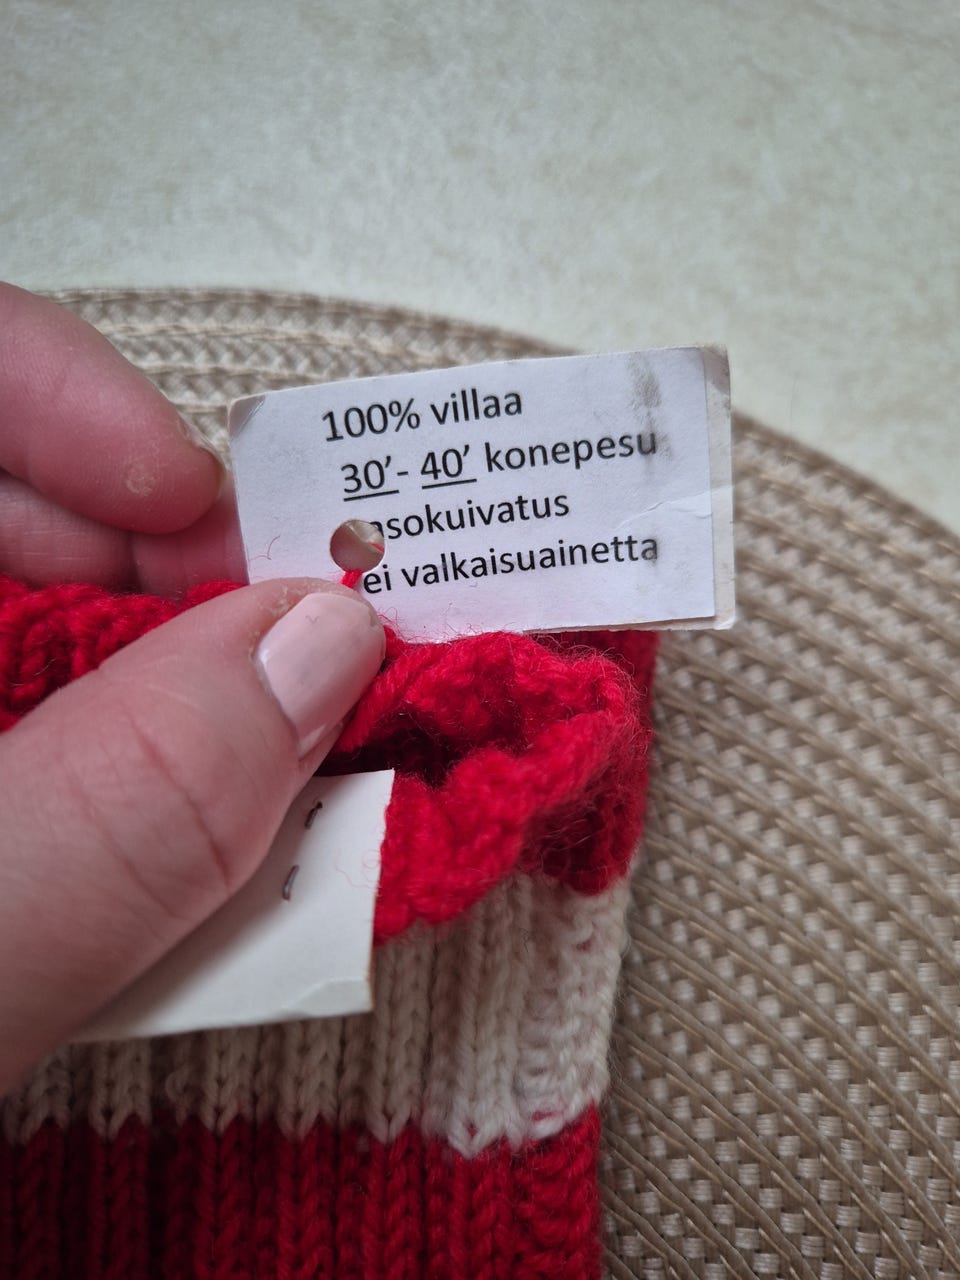 100% villaa
30’- 40’ konepesu
ei valkaisuainetta